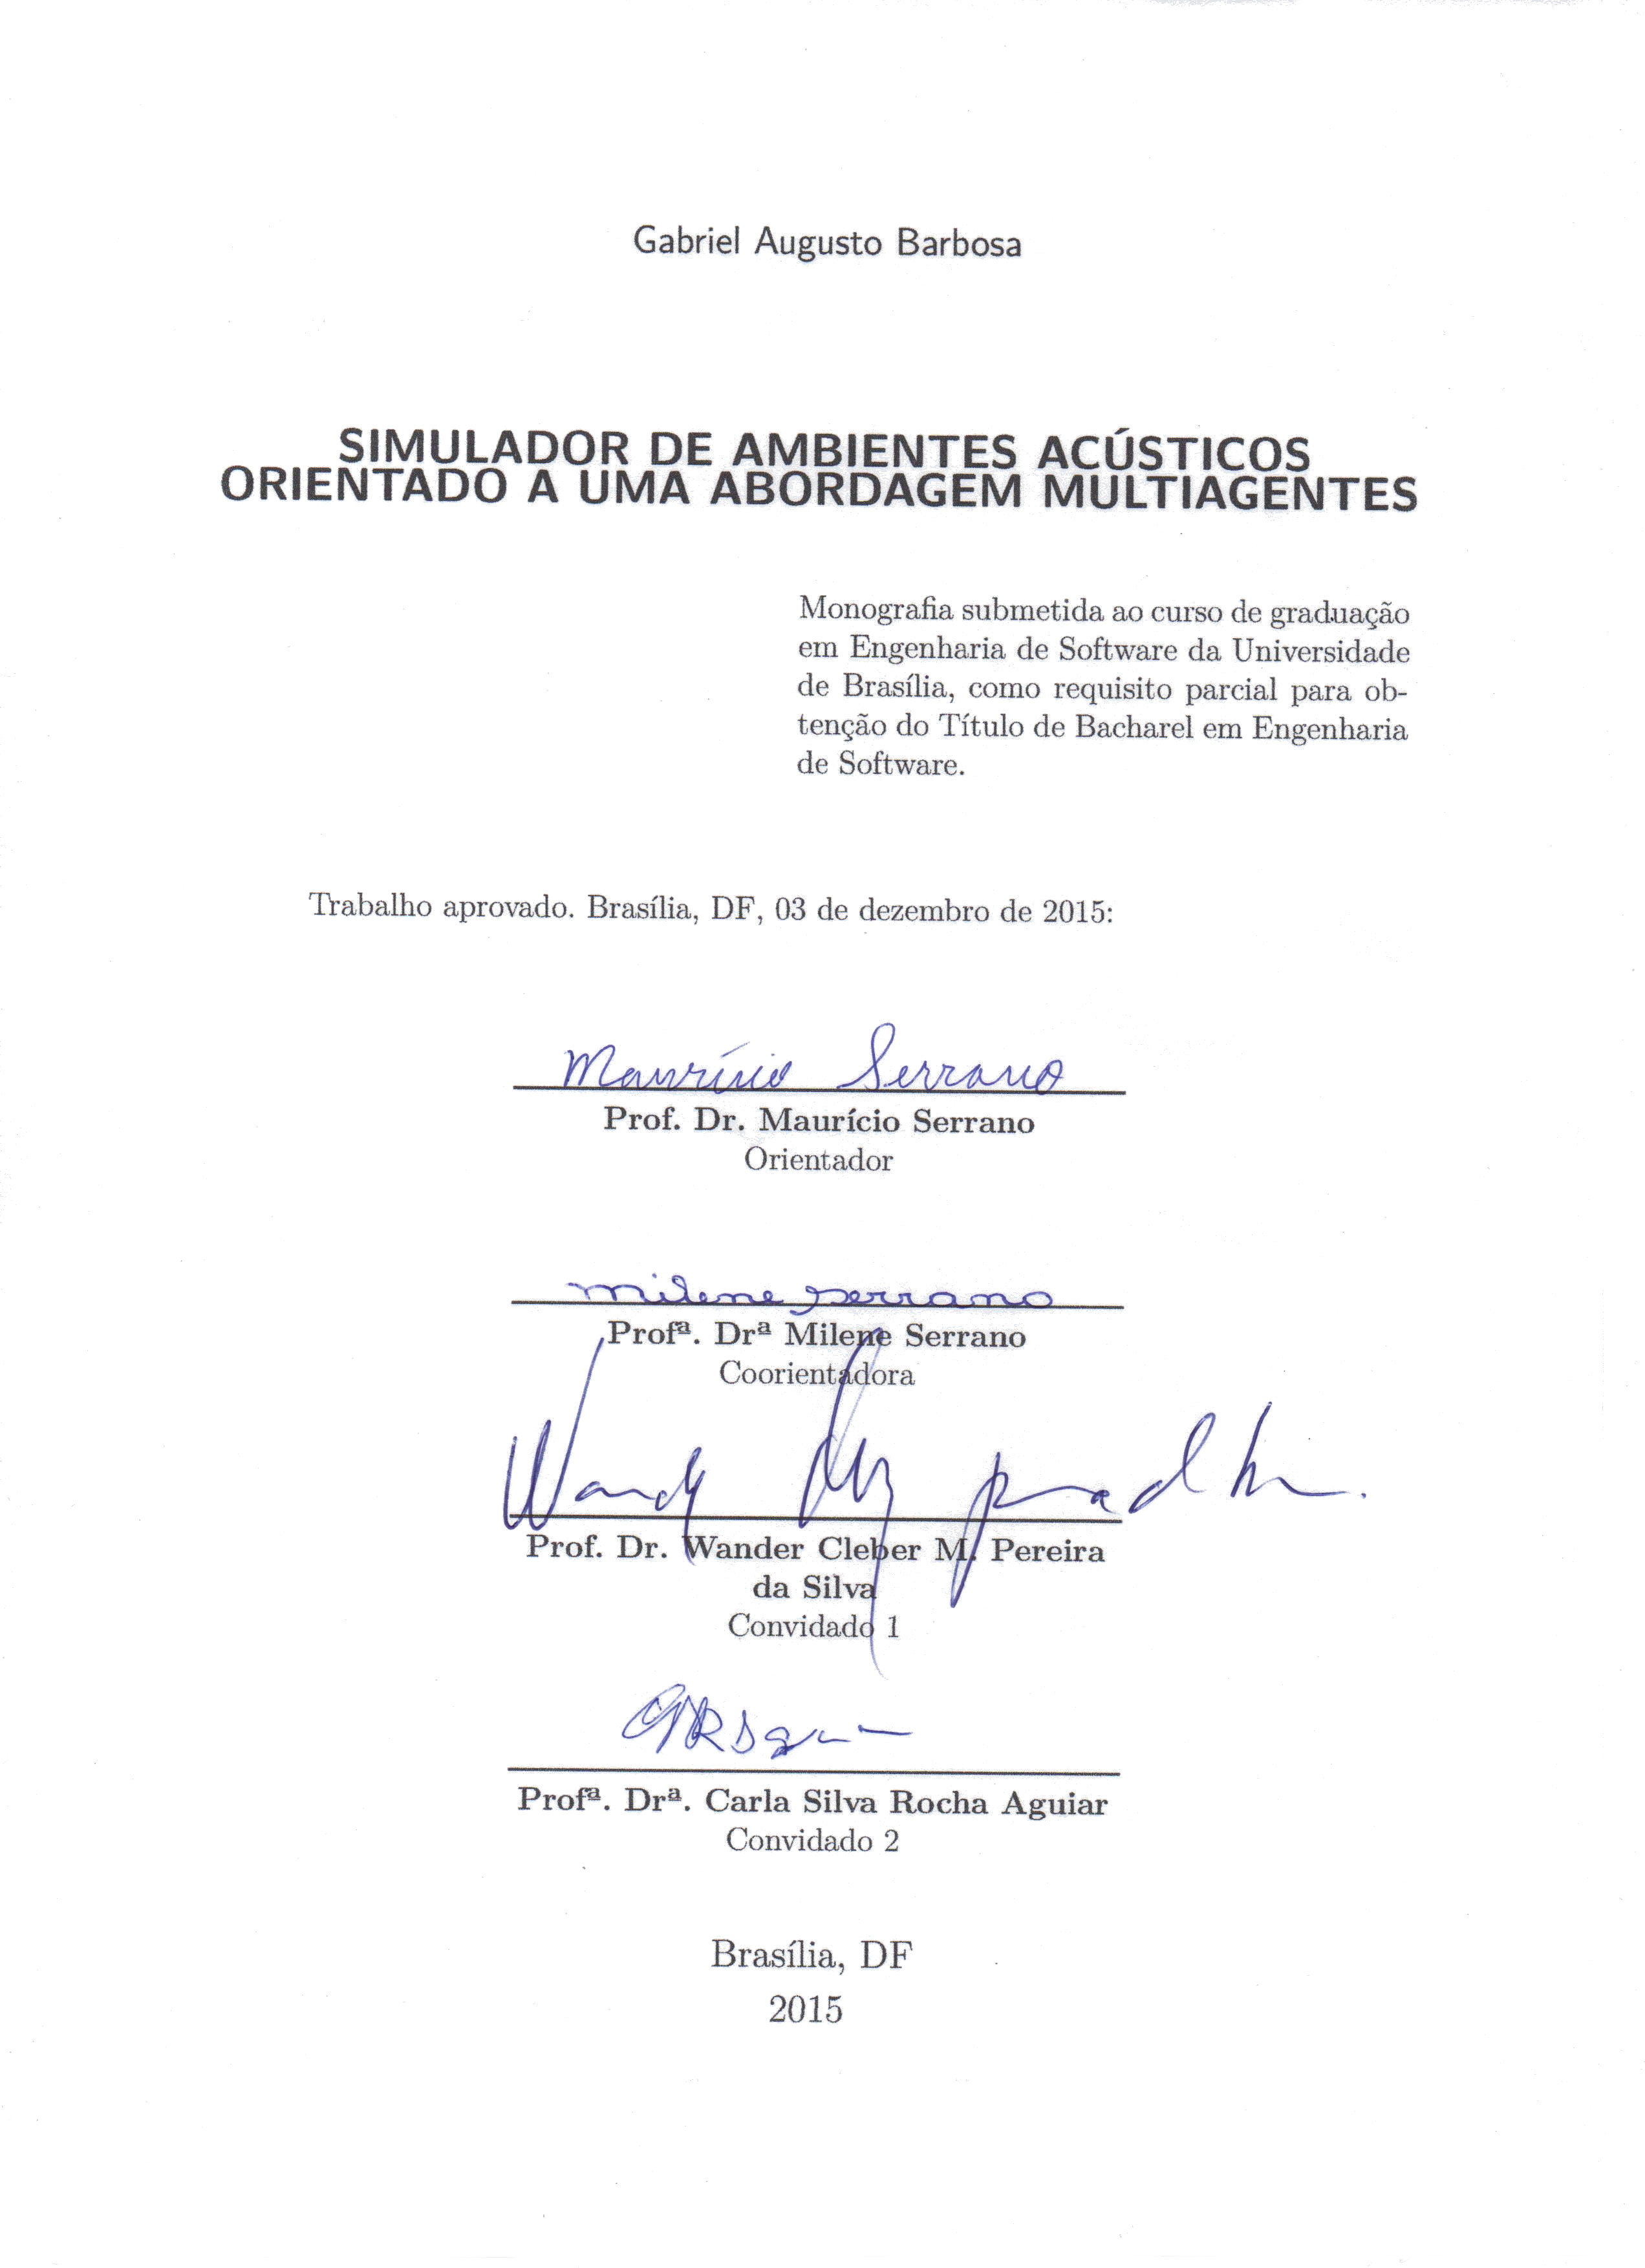 Gabriel Augusto Barbosa
SIMULADOR DE AMBIENTES ACÚSTICOS
ORIENTADO A UMA ABORDAGEM MULTIAGENTES
Monografia submetida ao curso de graduação
em Engenharia de Software da Universidade
de Brasília, como requisito parcial para ob-
tenção do Título de Bacharel em Engenharia
de Software.
Trabalho aprovado. Brasília, DF, 03 de dezembro de 2015:
Maurício Serrano
Prof. Dr. Maurício Serrano
Orientador
Milene Serrano
Profª. Drª Milene Serrano
Coorientadora
Prof. Dr. Wander Cleber M. Pereira
da Silva
Convidado 1
Profª. Drª. Carla Silva Rocha Aguiar
Convidado 2
Brasília, DF
2015